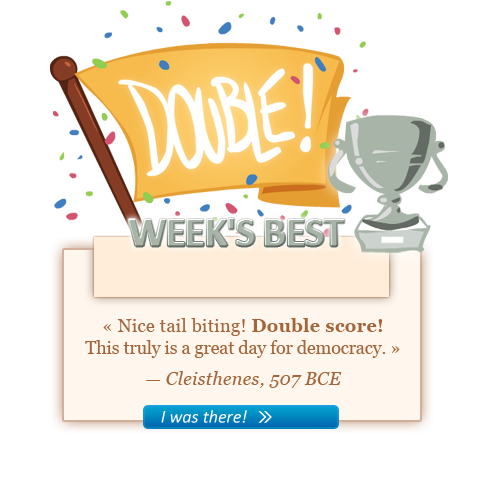 DOUBLE!
WEEK'S BEST
« Nice tail biting! Double score!
This truly is a great day for democracy. »
— Cleisthenes, 507 BCE
I was there! »